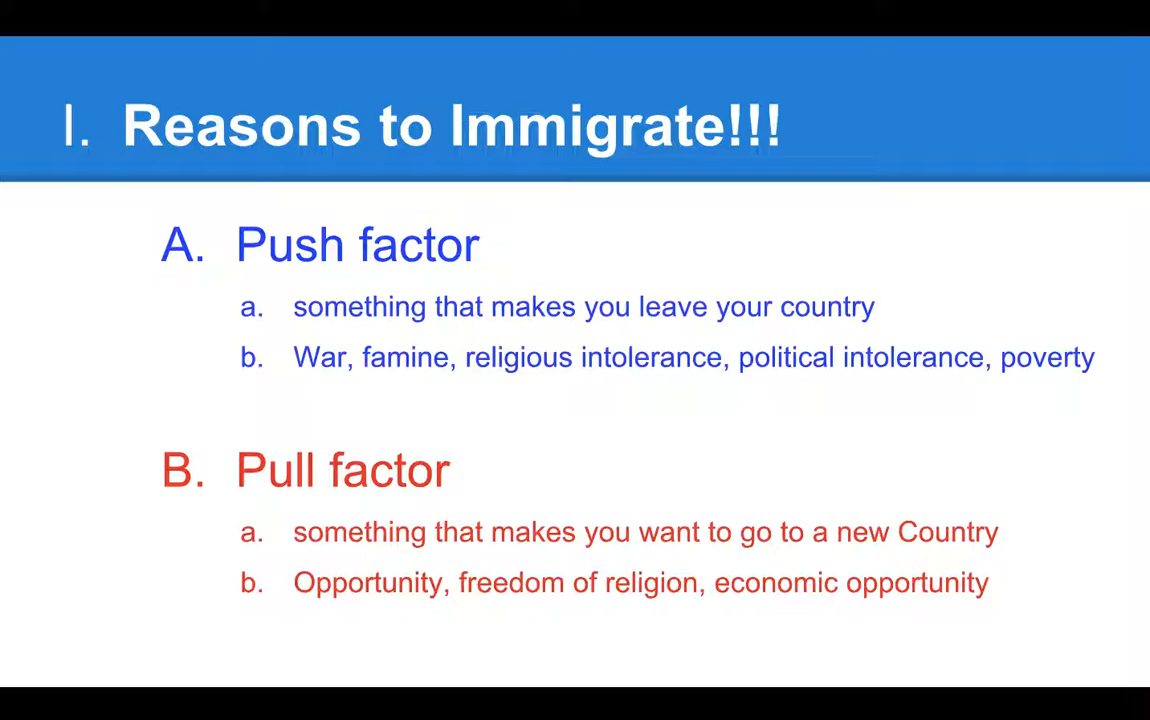 I. Reasons to Immigrate!!!
A. Push factor
a. something that makes you leave your country
b. War, famine, religious intolerance, political intolerance, poverty
B. Pull factor
a. something that makes you want to go to a new Country
b. Opportunity, freedom of religion, economic opportunity